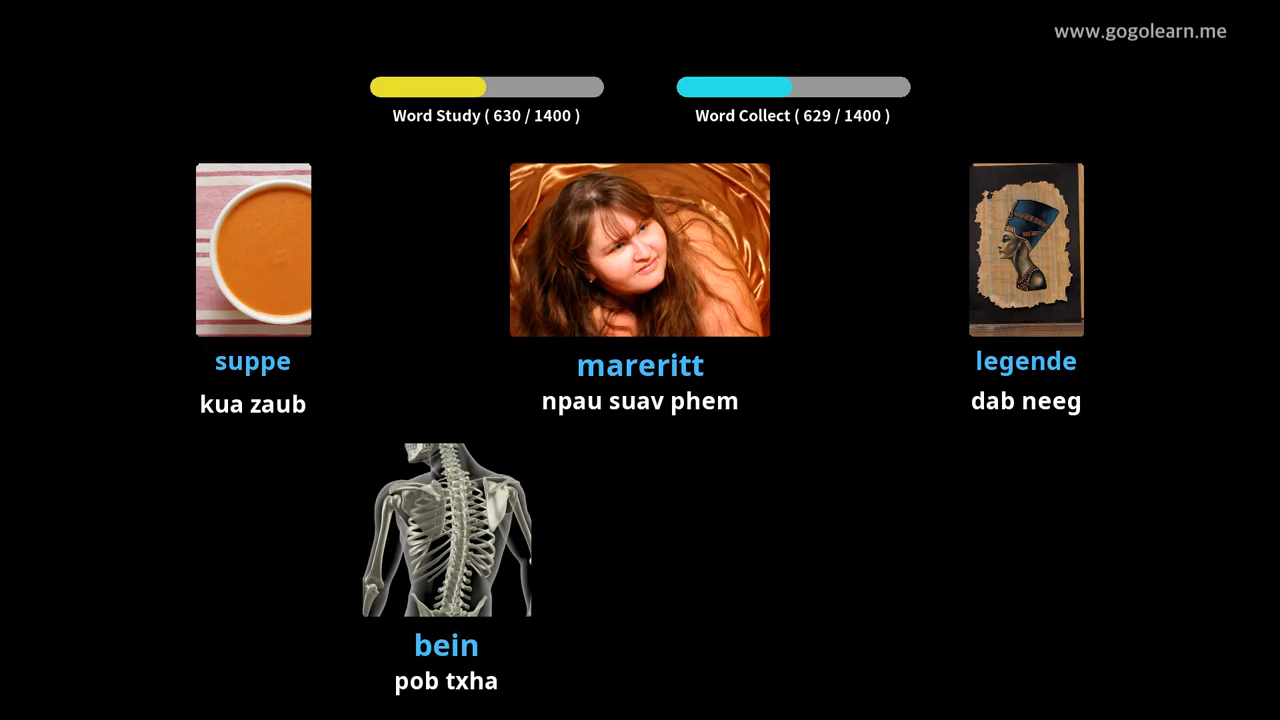 www.gogolearn.me
Word Study ( 630 / 1400 )
Word Collect ( 629 / 1400 )
suppe
kua zaub
mareritt
npau suav phem
legende
dab neeg
bein
pob txha